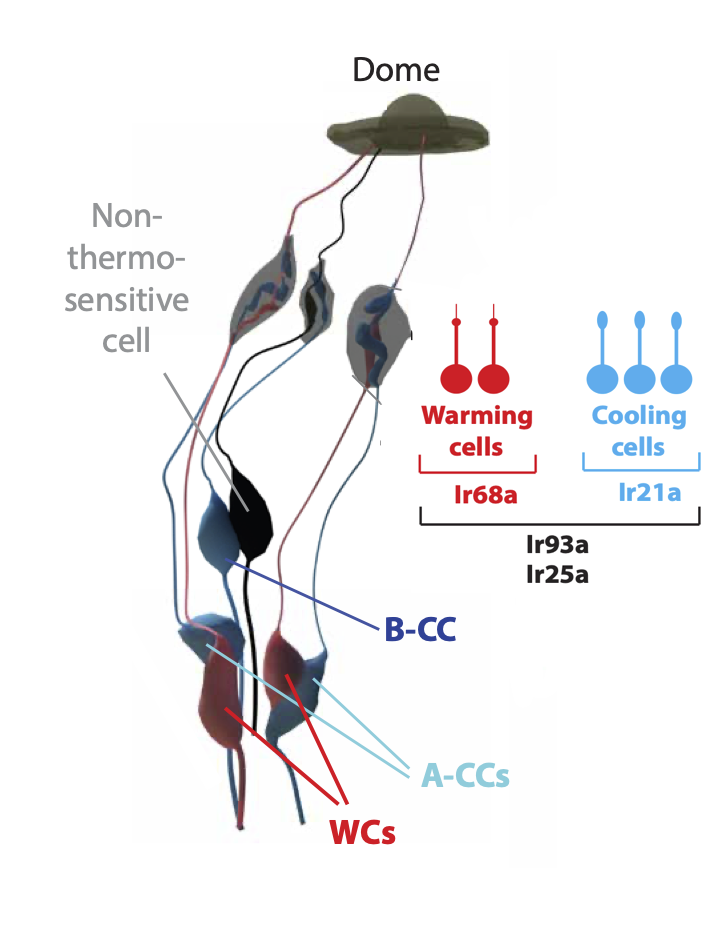 Dome
Non-
thermo-
sensitive
cell
Warming
cells
Cooling
cells
Ir68a
Ir21a
Ir93a
Ir25a
B-CC
A-CCs
WCs